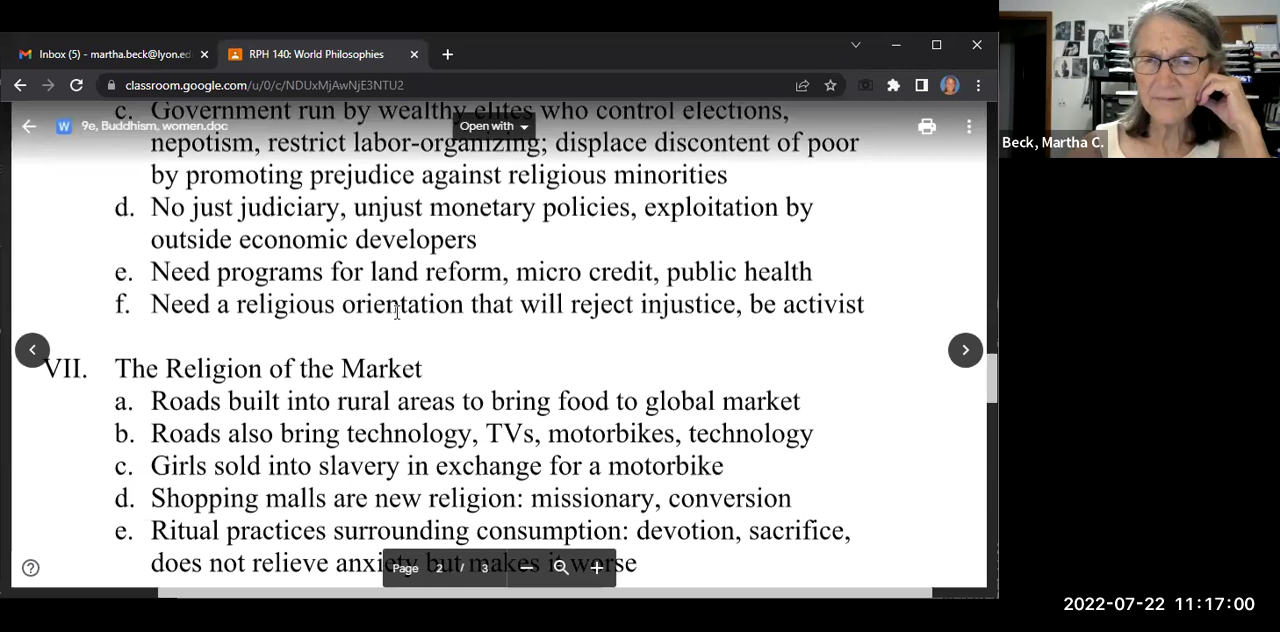 Inbox (5) - martha.beck@lyon.ed
RPH 140: World Philosophies
classroom.google.com/u/0/c/NDUxMjAwNjE3NTU2
c. Government run by wealthy elites who control elections,
W 9e, Buddhism, women.doc
Open with
nepotism, restrict labor-organizing; displace discontent of poor
by promoting prejudice against religious minorities
d. No just judiciary, unjust monetary policies, exploitation by
outside economic developers
e. Need programs for land reform, micro credit, public health
f. Need a religious orientation that will reject injustice, be activist
VII. The Religion of the Market
a. Roads built into rural areas to bring food to global market
b. Roads also bring technology, TVs, motorbikes, technology
c. Girls sold into slavery in exchange for a motorbike
d. Shopping malls are new religion: missionary, conversion
e. Ritual practices surrounding consumption: devotion, sacrifice,
does not relieve anxiety but makes it worse
Page 2 / 3
Beck, Martha C.
2022-07-22 11:17:00